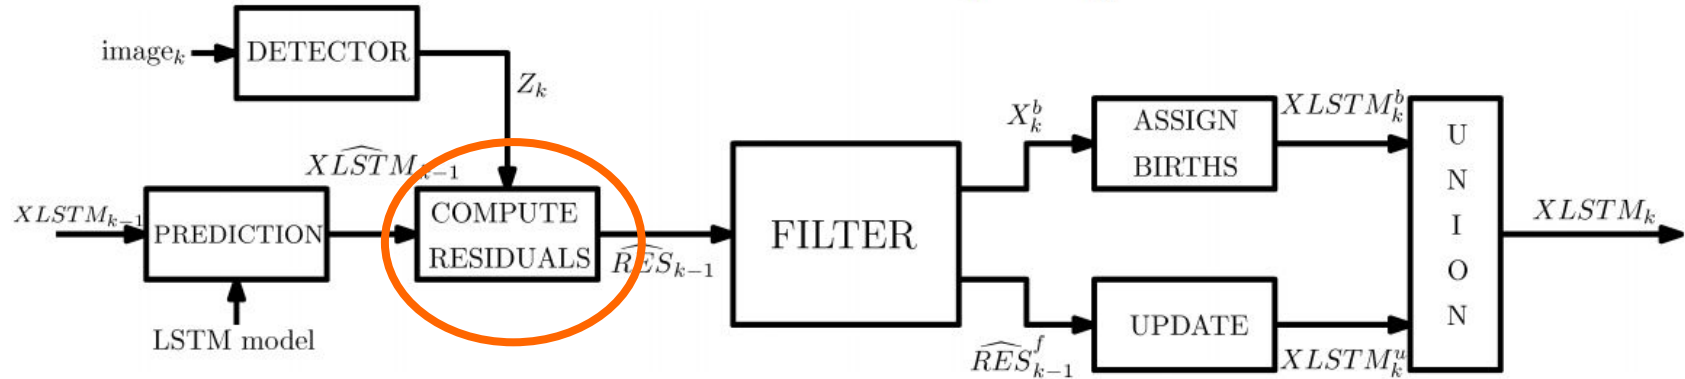 image_k
DETECTOR
Z_k
\widehat{XLSTM}_{k-1}
XLSTM_{k-1}
PREDICTION
LSTM model
COMPUTE
RESIDUALS
\widehat{RES}_{k-1}
FILTER
X_k^b
ASSIGN
BIRTHS
XLSTM_k^b
\widehat{RES}_{k-1}^f
UPDATE
XLSTM_k^u
U
N
I
O
N
XLSTM_k